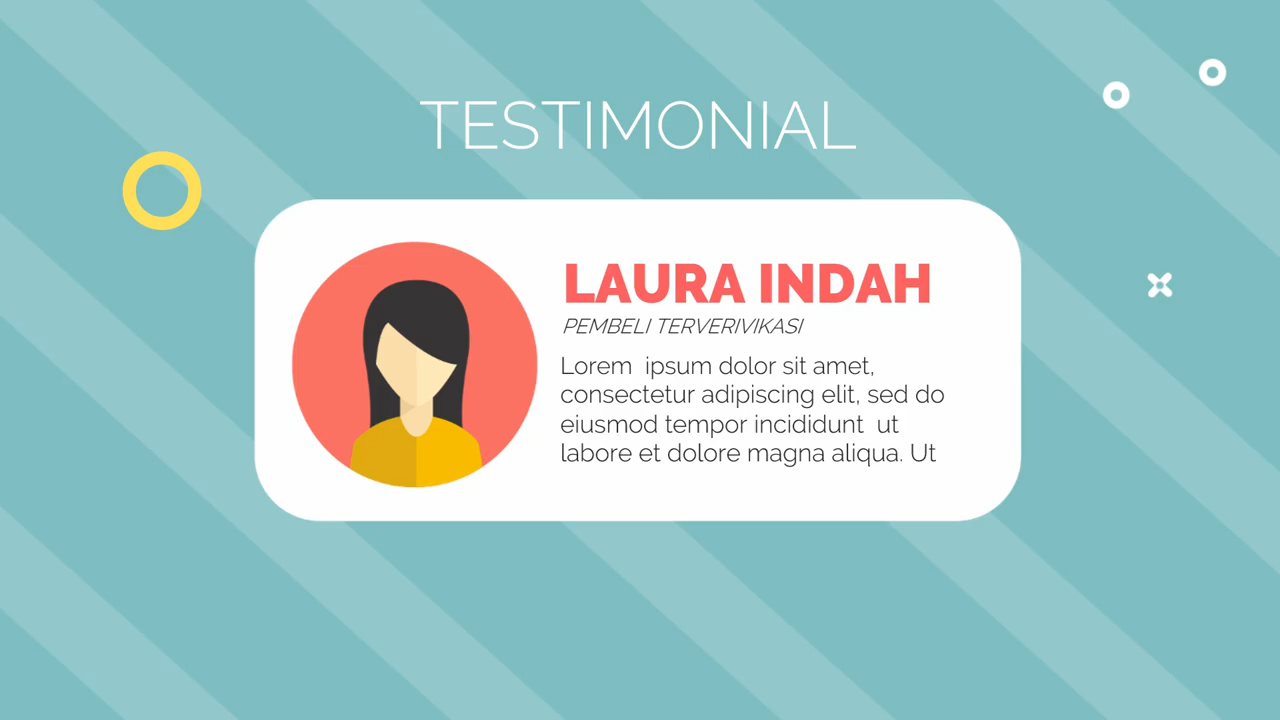 TESTIMONIAL
LAURA INDAH
PEMBELI TERVERIVIKASI
Lorem  ipsum dolor sit amet,
consectetur adipiscing elit, sed do
eiusmod tempor incididunt  ut
labore et dolore magna aliqua. Ut